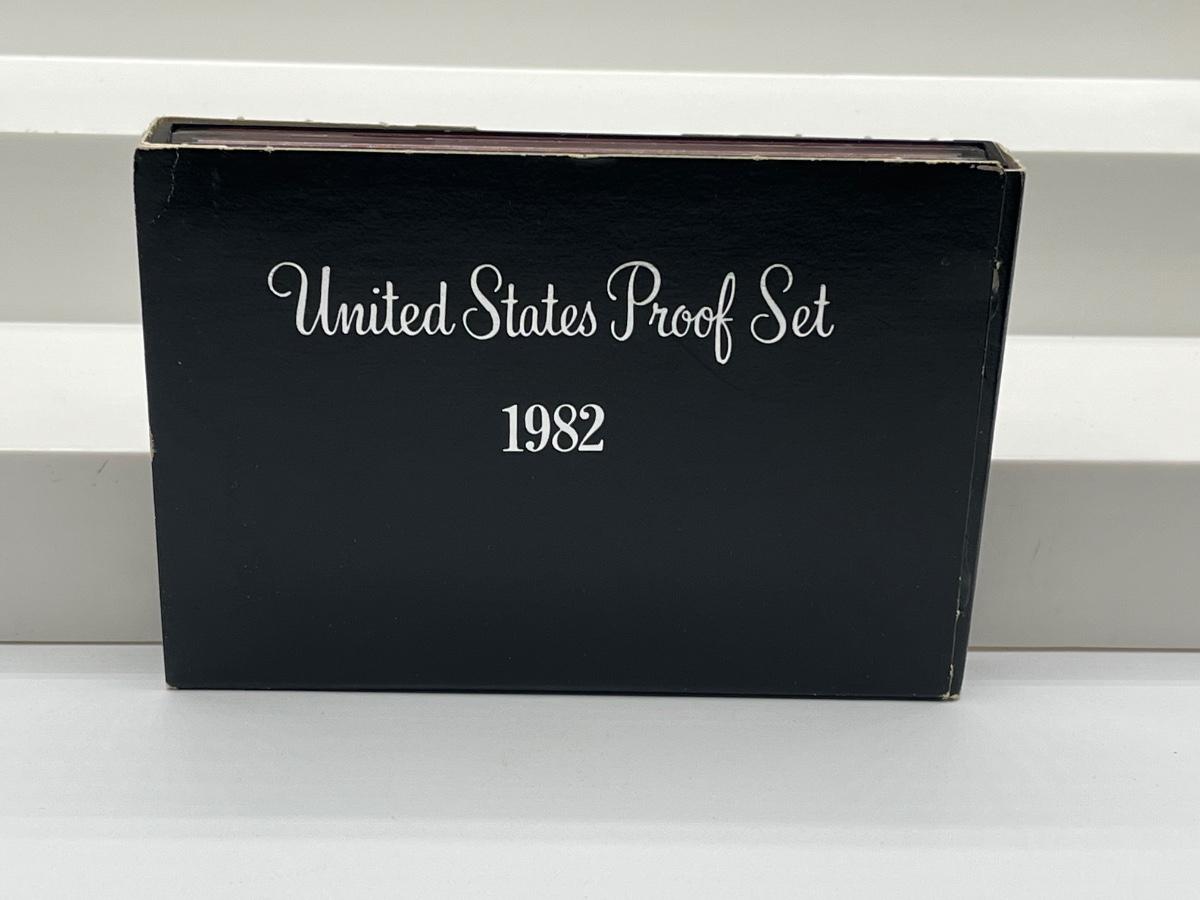 United States Proof Set
1982